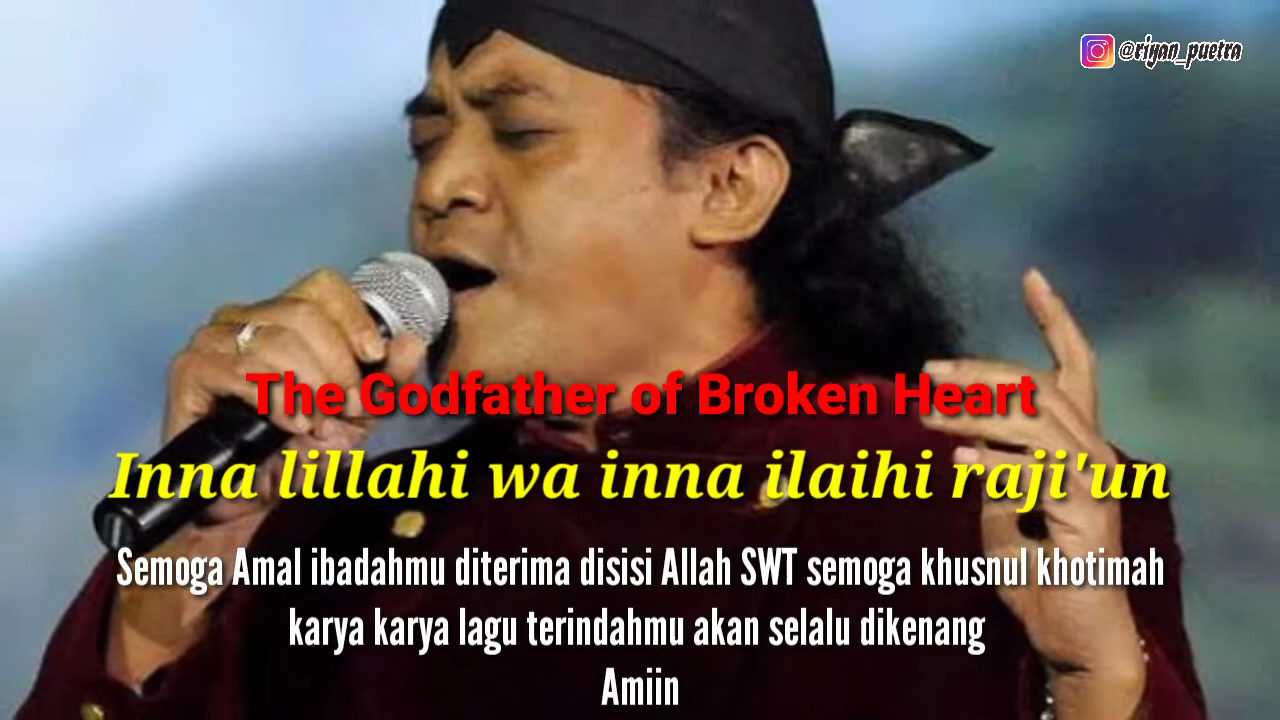 @riyan_puetra
The Godfather of Broken Heart
Inna lillahi wa inna ilaihi raji'un
Semoga Amal ibadahmu diterima disisi Allah SWT semoga khusnul khotimah
karya karya lagu terindahmu akan selalu dikenang
Amiin